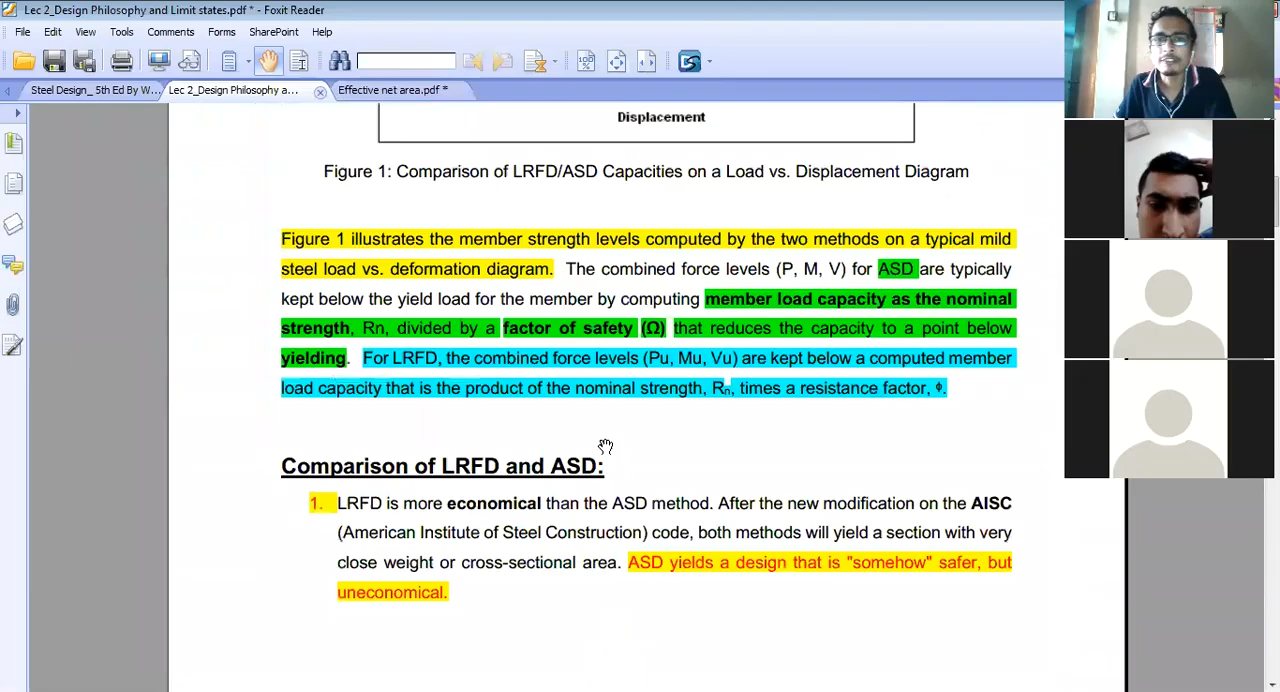 Lec 2_Design Philosophy and Limit states.pdf * - Foxit Reader
File Edit View Tools Comments Forms SharePoint Help
Steel Design_ 5th Ed By W... Lec 2_Design Philosophy a... Effective net area.pdf *
Displacement
Figure 1: Comparison of LRFD/ASD Capacities on a Load vs. Displacement Diagram
Figure 1 illustrates the member strength levels computed by the two methods on a typical mild
steel load vs. deformation diagram. The combined force levels (P, M, V) for ASD are typically
kept below the yield load for the member by computing member load capacity as the nominal
strength, Rn, divided by a factor of safety (Ω) that reduces the capacity to a point below
yielding. For LRFD, the combined force levels (Pu, Mu, Vu) are kept below a computed member
load capacity that is the product of the nominal strength, Rn, times a resistance factor, ϕ.
Comparison of LRFD and ASD:
1. LRFD is more economical than the ASD method. After the new modification on the AISC
(American Institute of Steel Construction) code, both methods will yield a section with very
close weight or cross-sectional area. ASD yields a design that is "somehow" safer, but
uneconomical.